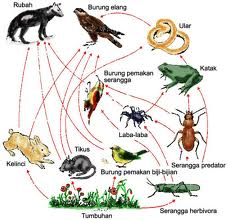 Rubah
Burung elang
Ular
Katak
Burung pemakan
serangga
Laba-laba
Serangga predator
Kelinci
Tikus
Burung pemakan biji-bijian
Tumbuhan
Serangga herbivora